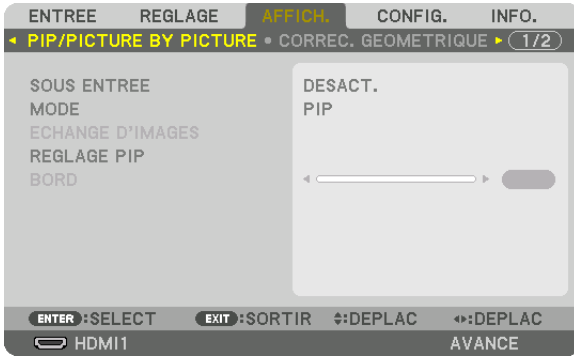 ENTREE REGLAGE AFFICH. CONFIG. INFO.
PIP/PICTURE BY PICTURE • CORREC. GEOMETRIQUE 1/2
SOUS ENTREE DESACT.
MODE PIP
ECHANGE D'IMAGES
REGLAGE PIP
BORD
ENTER :SELECT EXIT :SORTIR :DEPLAC :DEPLAC
HDMI1 AVANCE